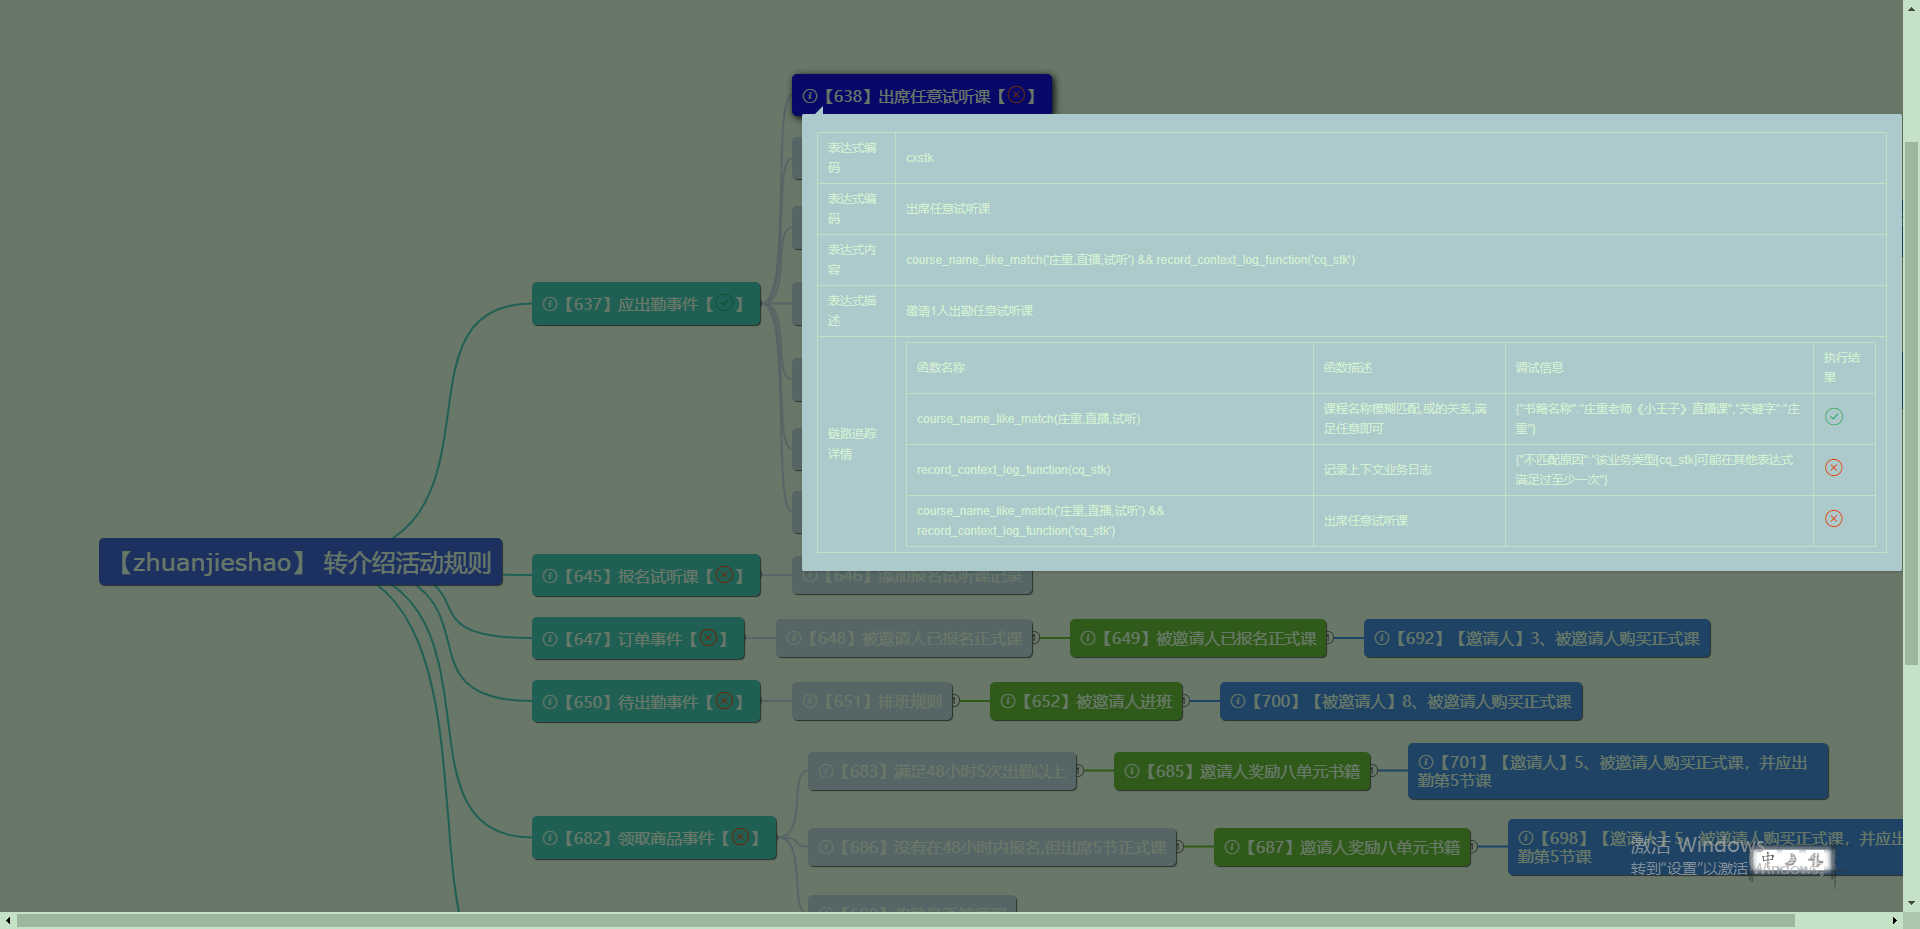 【638】出席任意试听课【】
表达式编
码
cxstk
表达式编
码
出席任意试听课
表达式内
容
course_name_like_match('庄重,直播,试听') && record_context_log_function('cq_stk')
表达式描
述
邀请1人出勤任意试听课
链路追踪
详情
函数名称
函数描述
调试信息
执行结
果
course_name_like_match(庄重,直播,试听)
课程名称模糊匹配,或的关系,满
足任意即可
{"书籍名称":"庄重老师《小王子》直播课","关键字":"庄
重"}
record_context_log_function(cq_stk)
记录上下文业务日志
{"不匹配原因":"该业务类型[cq_stk]可能在其他表达式
满足过至少一次"}
course_name_like_match('庄重,直播,试听') &&
record_context_log_function('cq_stk')
出席任意试听课
【637】应出勤事件【】
【zhuanjieshao】 转介绍活动规则
【645】报名试听课【】
【646】添加报名试听课记录
【647】订单事件【】
【648】被邀请人已报名正式课
【649】被邀请人已报名正式课
【692】【邀请人】3、被邀请人购买正式课
【650】待出勤事件【】
【651】排班规则
【652】被邀请人进班
【700】【被邀请人】8、被邀请人购买正式课
【682】领取商品事件【】
【683】满足48小时5次出勤以上
【685】邀请人奖励八单元书籍
【701】【邀请人】5、被邀请人购买正式课，并应出
勤第5节课
【686】没有在48小时内报名,但出席5节正式课
【687】邀请人奖励八单元书籍
【698】【邀请人】5、被邀请人购买正式课，并应出
勤第5节课
激活 Windows
转到"设置"以激活 Windows。